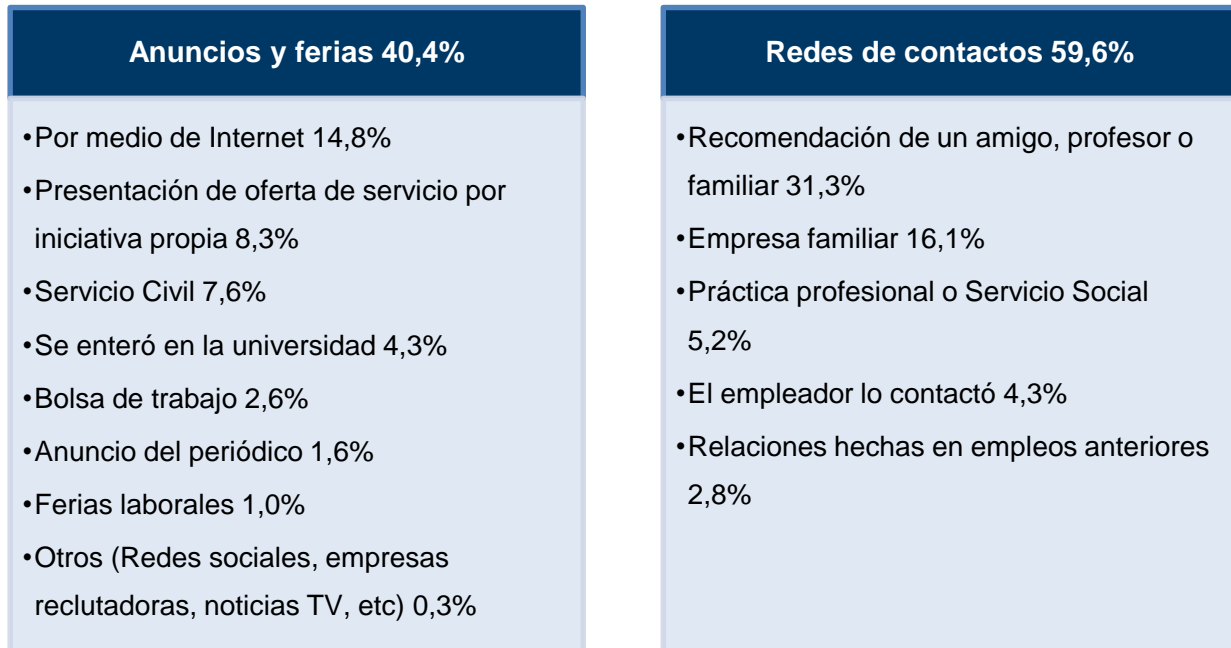 Anuncios y ferias 40,4%
•Por medio de Internet 14,8%
•Presentación de oferta de servicio por
iniciativa propia 8,3%
•Servicio Civil 7,6%
•Se enteró en la universidad 4,3%
•Bolsa de trabajo 2,6%
•Anuncio del periódico 1,6%
•Ferias laborales 1,0%
•Otros (Redes sociales, empresas
reclutadoras, noticias TV, etc) 0,3%
Redes de contactos 59,6%
•Recomendación de un amigo, profesor o
familiar 31,3%
•Empresa familiar 16,1%
•Práctica profesional o Servicio Social
5,2%
•El empleador lo contactó 4,3%
•Relaciones hechas en empleos anteriores
2,8%